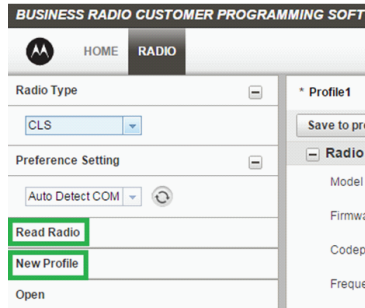 BUSINESS RADIO CUSTOMER PROGRAMMING SOFT
HOME RADIO
Radio Type
CLS
Preference Setting
Auto Detect COM
Read Radio
New Profile
Open
* Profile1
Save to pr
Radio
Model
Firmwa
Codep
Freque